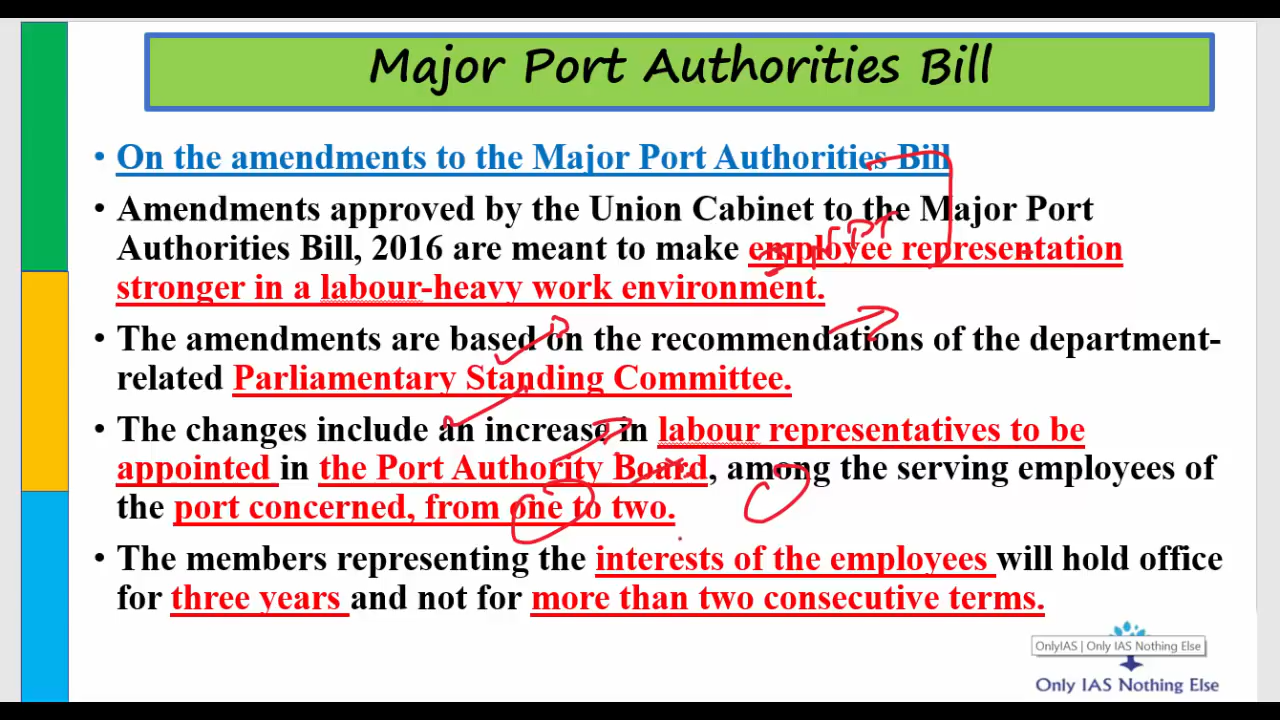 Major Port Authorities Bill
• On the amendments to the Major Port Authorities Bill
• Amendments approved by the Union Cabinet to the Major Port
Authorities Bill, 2016 are meant to make employee representation
stronger in a labour-heavy work environment.
• The amendments are based on the recommendations of the department-
related Parliamentary Standing Committee.
• The changes include an increase in labour representatives to be
appointed in the Port Authority Board, among the serving employees of
the port concerned, from one to two.
• The members representing the interests of the employees will hold office
for three years and not for more than two consecutive terms.
OnlyIAS | Only IAS Nothing Else
Only IAS Nothing Else